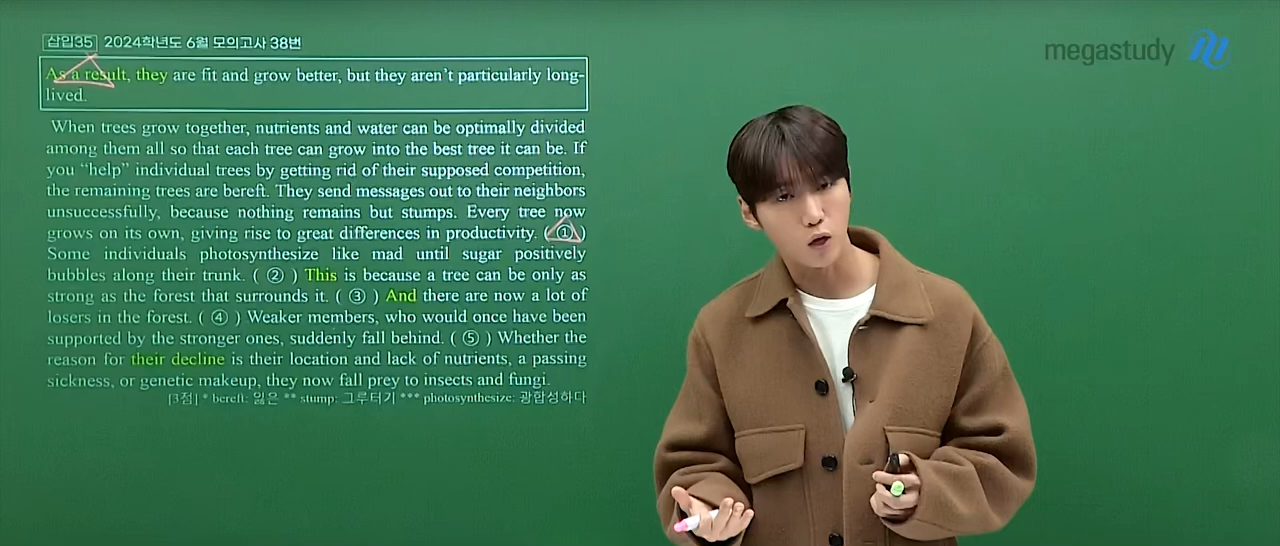 삽입35 2024학년도 6월 모의고사 38번
megastudy
As a result, they are fit and grow better, but they aren't particularly long-
lived.
When trees grow together, nutrients and water can be optimally divided
among them all so that each tree can grow into the best tree it can be. If
you "help" individual trees by getting rid of their supposed competition,
the remaining trees are bereft. They send messages out to their neighbors
unsuccessfully, because nothing remains but stumps. Every tree now
grows on its own, giving rise to great differences in productivity. ( ① )
Some individuals photosynthesize like mad until sugar positively
bubbles along their trunk. ( ② ) This is because a tree can be only as
strong as the forest that surrounds it. ( ③ ) And there are now a lot of
losers in the forest. ( ④ ) Weaker members, who would once have been
supported by the stronger ones, suddenly fall behind. ( ⑤ ) Whether the
reason for their decline is their location and lack of nutrients, a passing
sickness, or genetic makeup, they now fall prey to insects and fungi.
[3점] * bereft: 잃은 ** stump: 그루터기 *** photosynthesize: 광합성하다